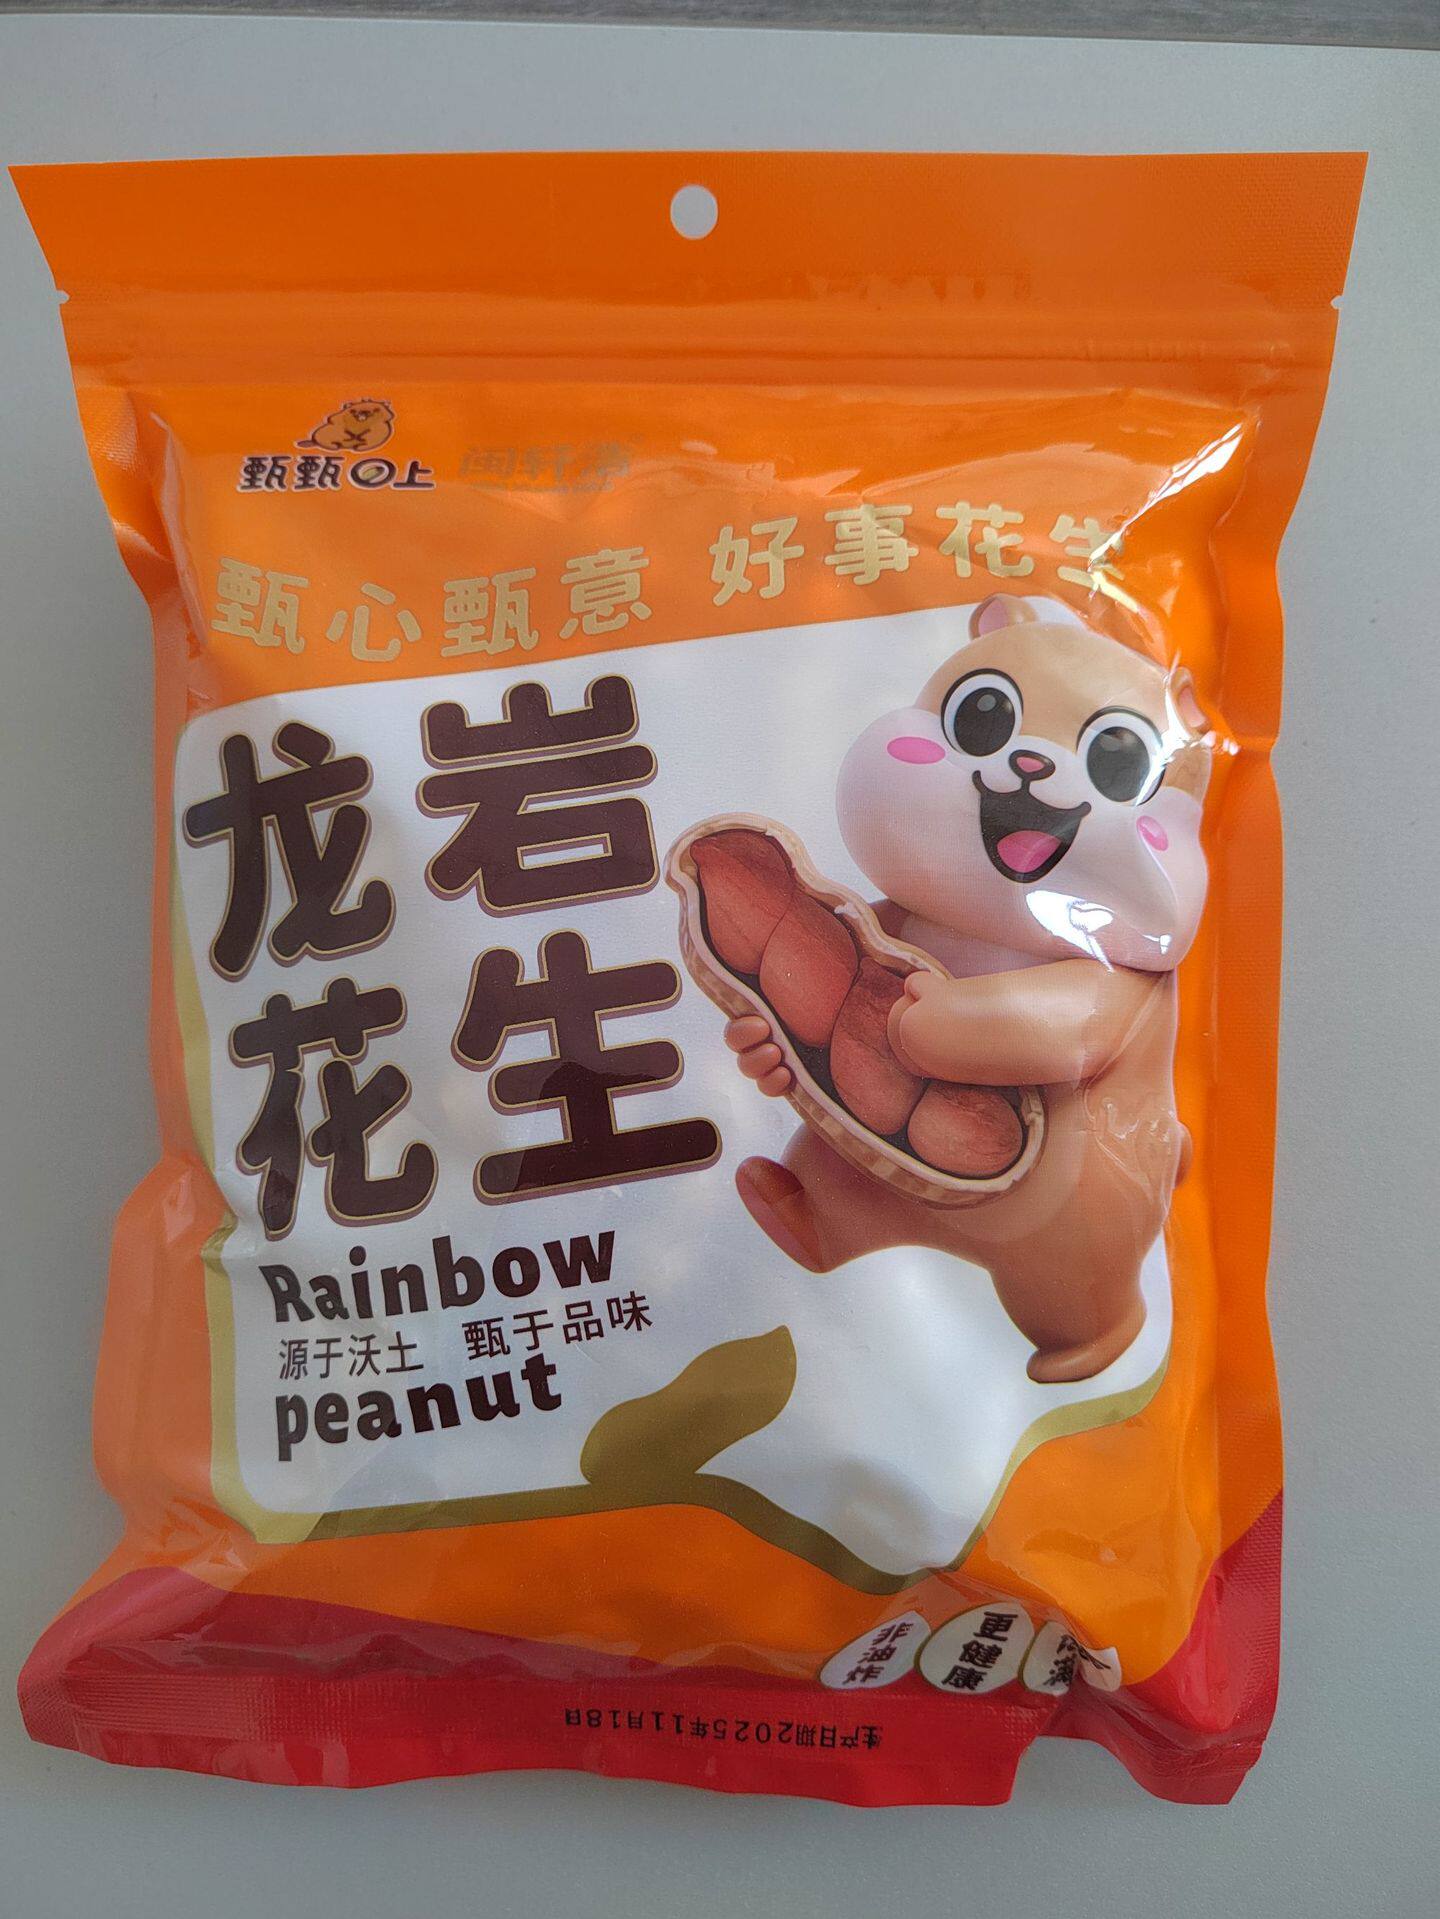 甄甄日上
甄心甄意 好事花生
龙岩
花生
Rainbow
源于沃土 甄于品味
peanut
非油炸
更健康
生产日期2025年11月18日